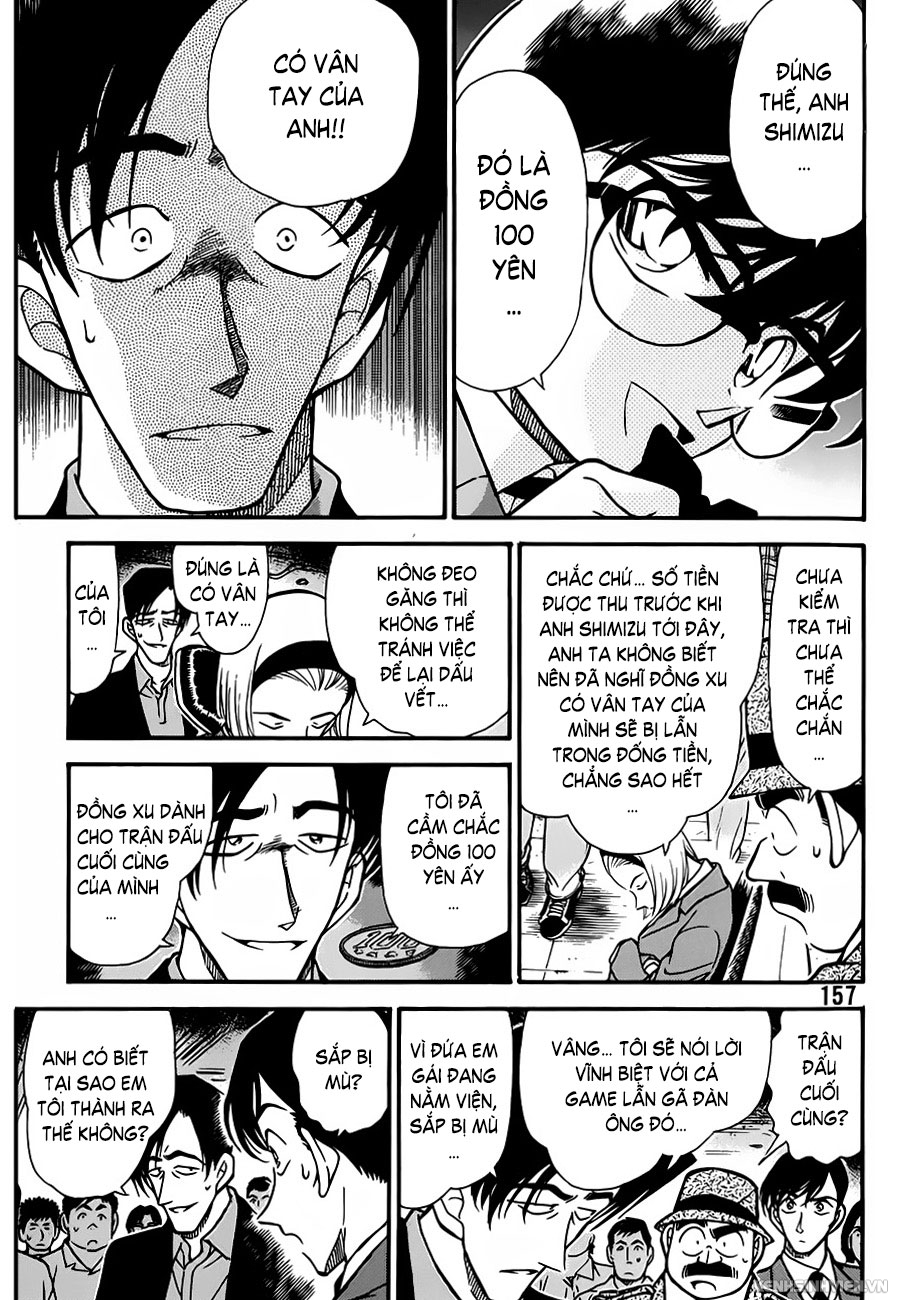 ĐÚNG
THẾ, ANH
SHIMIZU
...
ĐÓ LÀ
ĐỒNG
100
YÊN
...
CÓ VÂN
TAY CỦA
ANH!!
CHƯA
KIỂM
TRA THÌ
CHƯA
THỂ
CHẮC
CHẮN
...
CHẮC CHỨ... SỐ TIỀN
ĐƯỢC THU TRƯỚC KHI
ANH SHIMIZU TỚI ĐÂY,
ANH TA KHÔNG BIẾT
NÊN ĐÃ NGHĨ ĐỒNG XU
CÓ VÂN TAY CỦA
MÌNH SẼ BỊ LẪN
TRONG ĐỐNG TIỀN,
CHẲNG SAO HẾT
...
KHÔNG ĐEO
GĂNG THÌ
KHÔNG THỂ
TRÁNH VIỆC
ĐỂ LẠI DẤU
VẾT...
ĐÚNG LÀ
CÓ VÂN
TAY...
CỦA
TÔI
...
TÔI ĐÃ
CẦM CHẮC
ĐỒNG 100
YÊN ẤY
...
ĐỒNG XU DÀNH
CHO TRẬN ĐẤU
CUỐI CÙNG
CỦA MÌNH
...
157
TRẬN
ĐẤU
CUỐI
CÙNG?
VÂNG... TÔI SẼ NÓI LỜI
VĨNH BIỆT VỚI CẢ
GAME LẪN GÃ ĐÀN
ÔNG ĐÓ...
VÌ ĐỨA EM
GÁI ĐANG
NẰM VIỆN,
SẮP BỊ MÙ
...
SẮP BỊ
MÙ?
ANH CÓ BIẾT
TẠI SAO EM
TÔI THÀNH RA
THẾ KHÔNG?
KENHSINHVIEN.VN